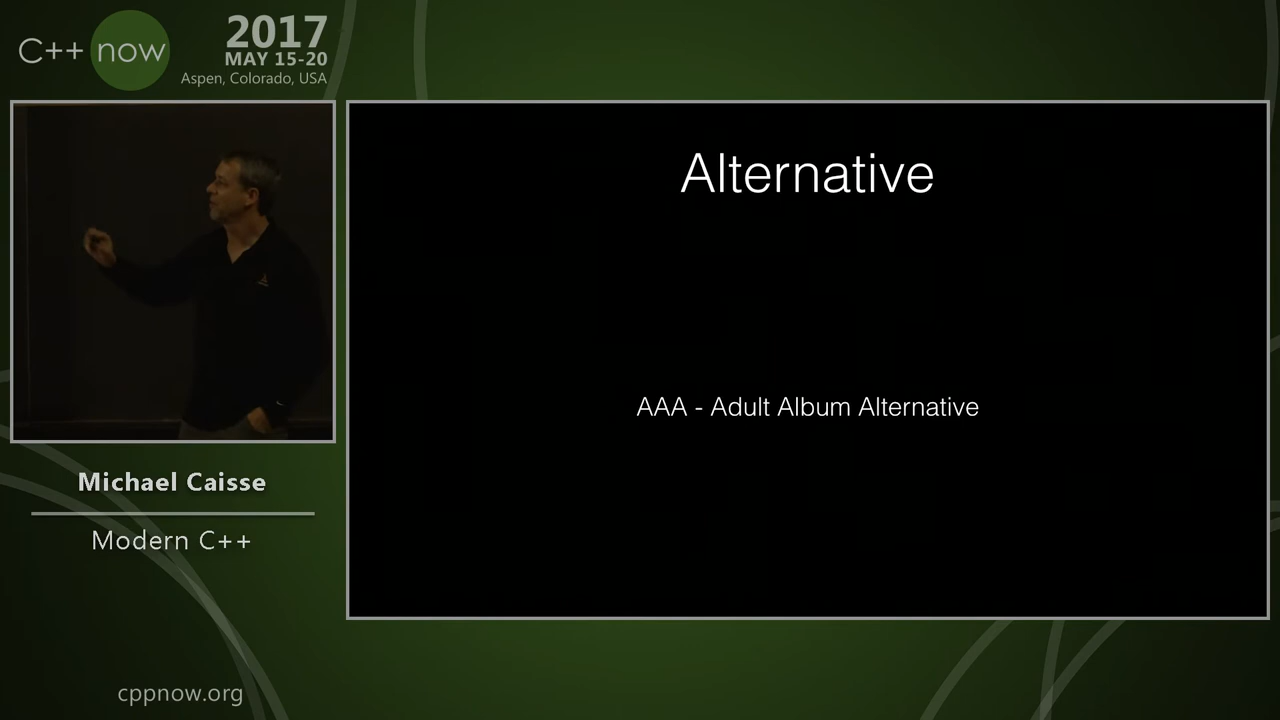 C++ now
2017
MAY 15-20
Aspen, Colorado, USA
Alternative
AAA - Adult Album Alternative
Michael Caisse
Modern C++
cppnow.org